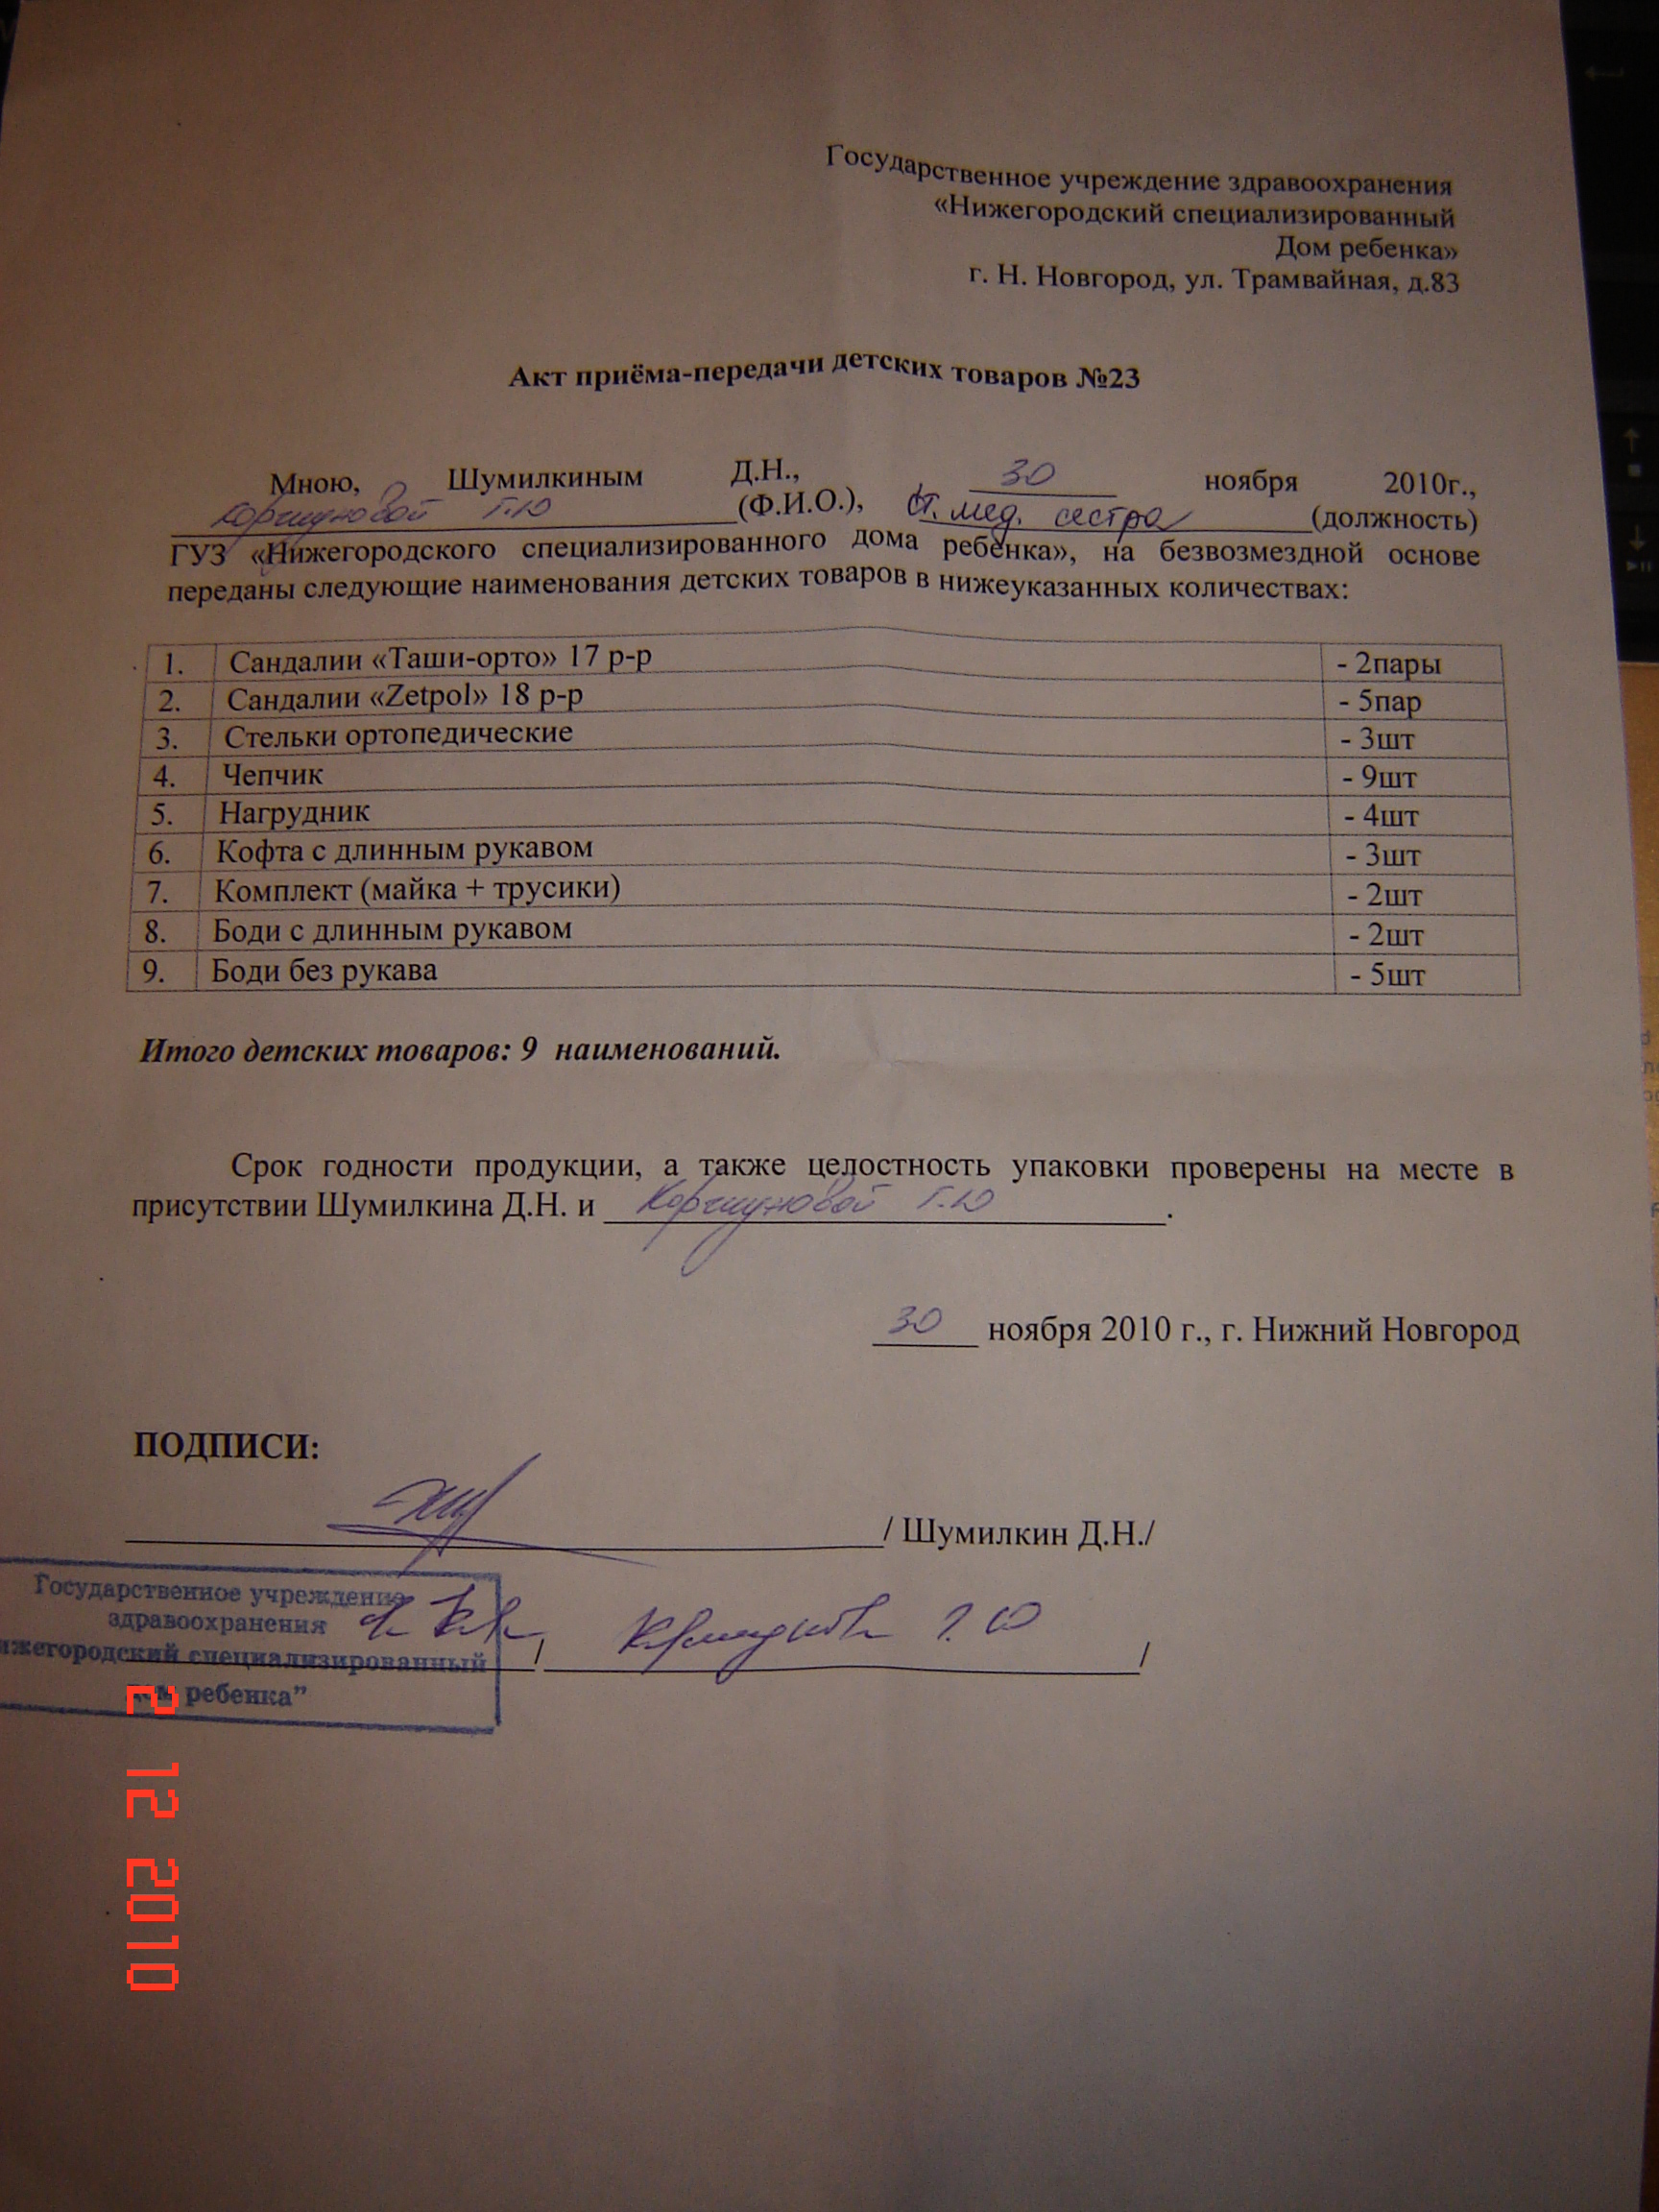 Государственное учреждение здравоохранения
«Нижегородский специализированный
Дом ребенка»
г. Н. Новгород, ул. Трамвайная, д.83
Акт приёма-передачи детских товаров №23
Мною, Шумилкиным Д.Н., 30 ноября 2010г.,
Коршуновой Г.Ю (Ф.И.О.), ст. мед. сестра (должность)
ГУЗ «Нижегородского специализированного дома ребенка», на безвозмездной основе
переданы следующие наименования детских товаров в нижеуказанных количествах:
1. Сандалии «Таши-орто» 17 р-р - 2пары
2. Сандалии «Zetpol» 18 р-р - 5пар
3. Стельки ортопедические - 3шт
4. Чепчик - 9шт
5. Нагрудник - 4шт
6. Кофта с длинным рукавом - 3шт
7. Комплект (майка + трусики) - 2шт
8. Боди с длинным рукавом - 2шт
9. Боди без рукава - 5шт
Итого детских товаров: 9 наименований.
Срок годности продукции, а также целостность упаковки проверены на месте в
присутствии Шумилкина Д.Н. и Коршуновой Г.Ю.
30 ноября 2010 г., г. Нижний Новгород
ПОДПИСИ:
/ Шумилкин Д.Н./
Государственное учреждение
здравоохранения
ижегородский специализированный
дом ребенка”
/ Коршунова Г.Ю /
2 12 2010